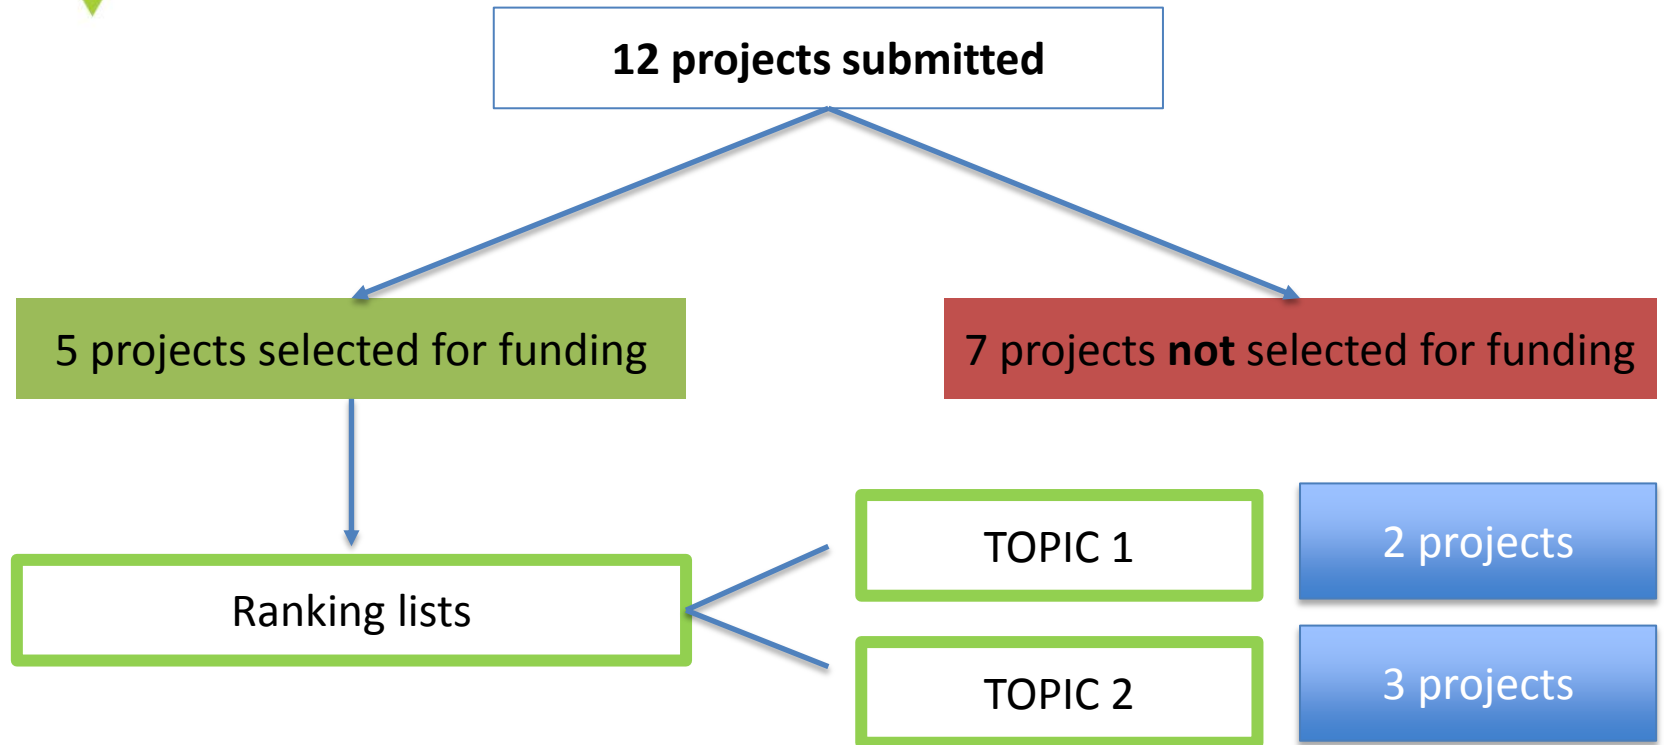 12 projects submitted
5 projects selected for funding
7 projects not selected for funding
Ranking lists
TOPIC 1
2 projects
TOPIC 2
3 projects